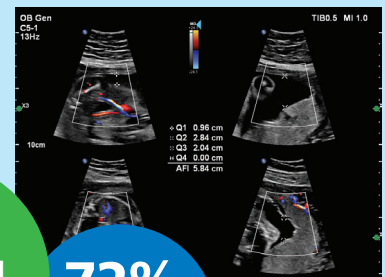 OB Gen
C5-1
13Hz
TIB0.5 MI 1.0
X3
10cm
Q1 0.96 cm
Q2 2.84 cm
Q3 2.04 cm
Q4 0.00 cm
AFI 5.84 cm
73%